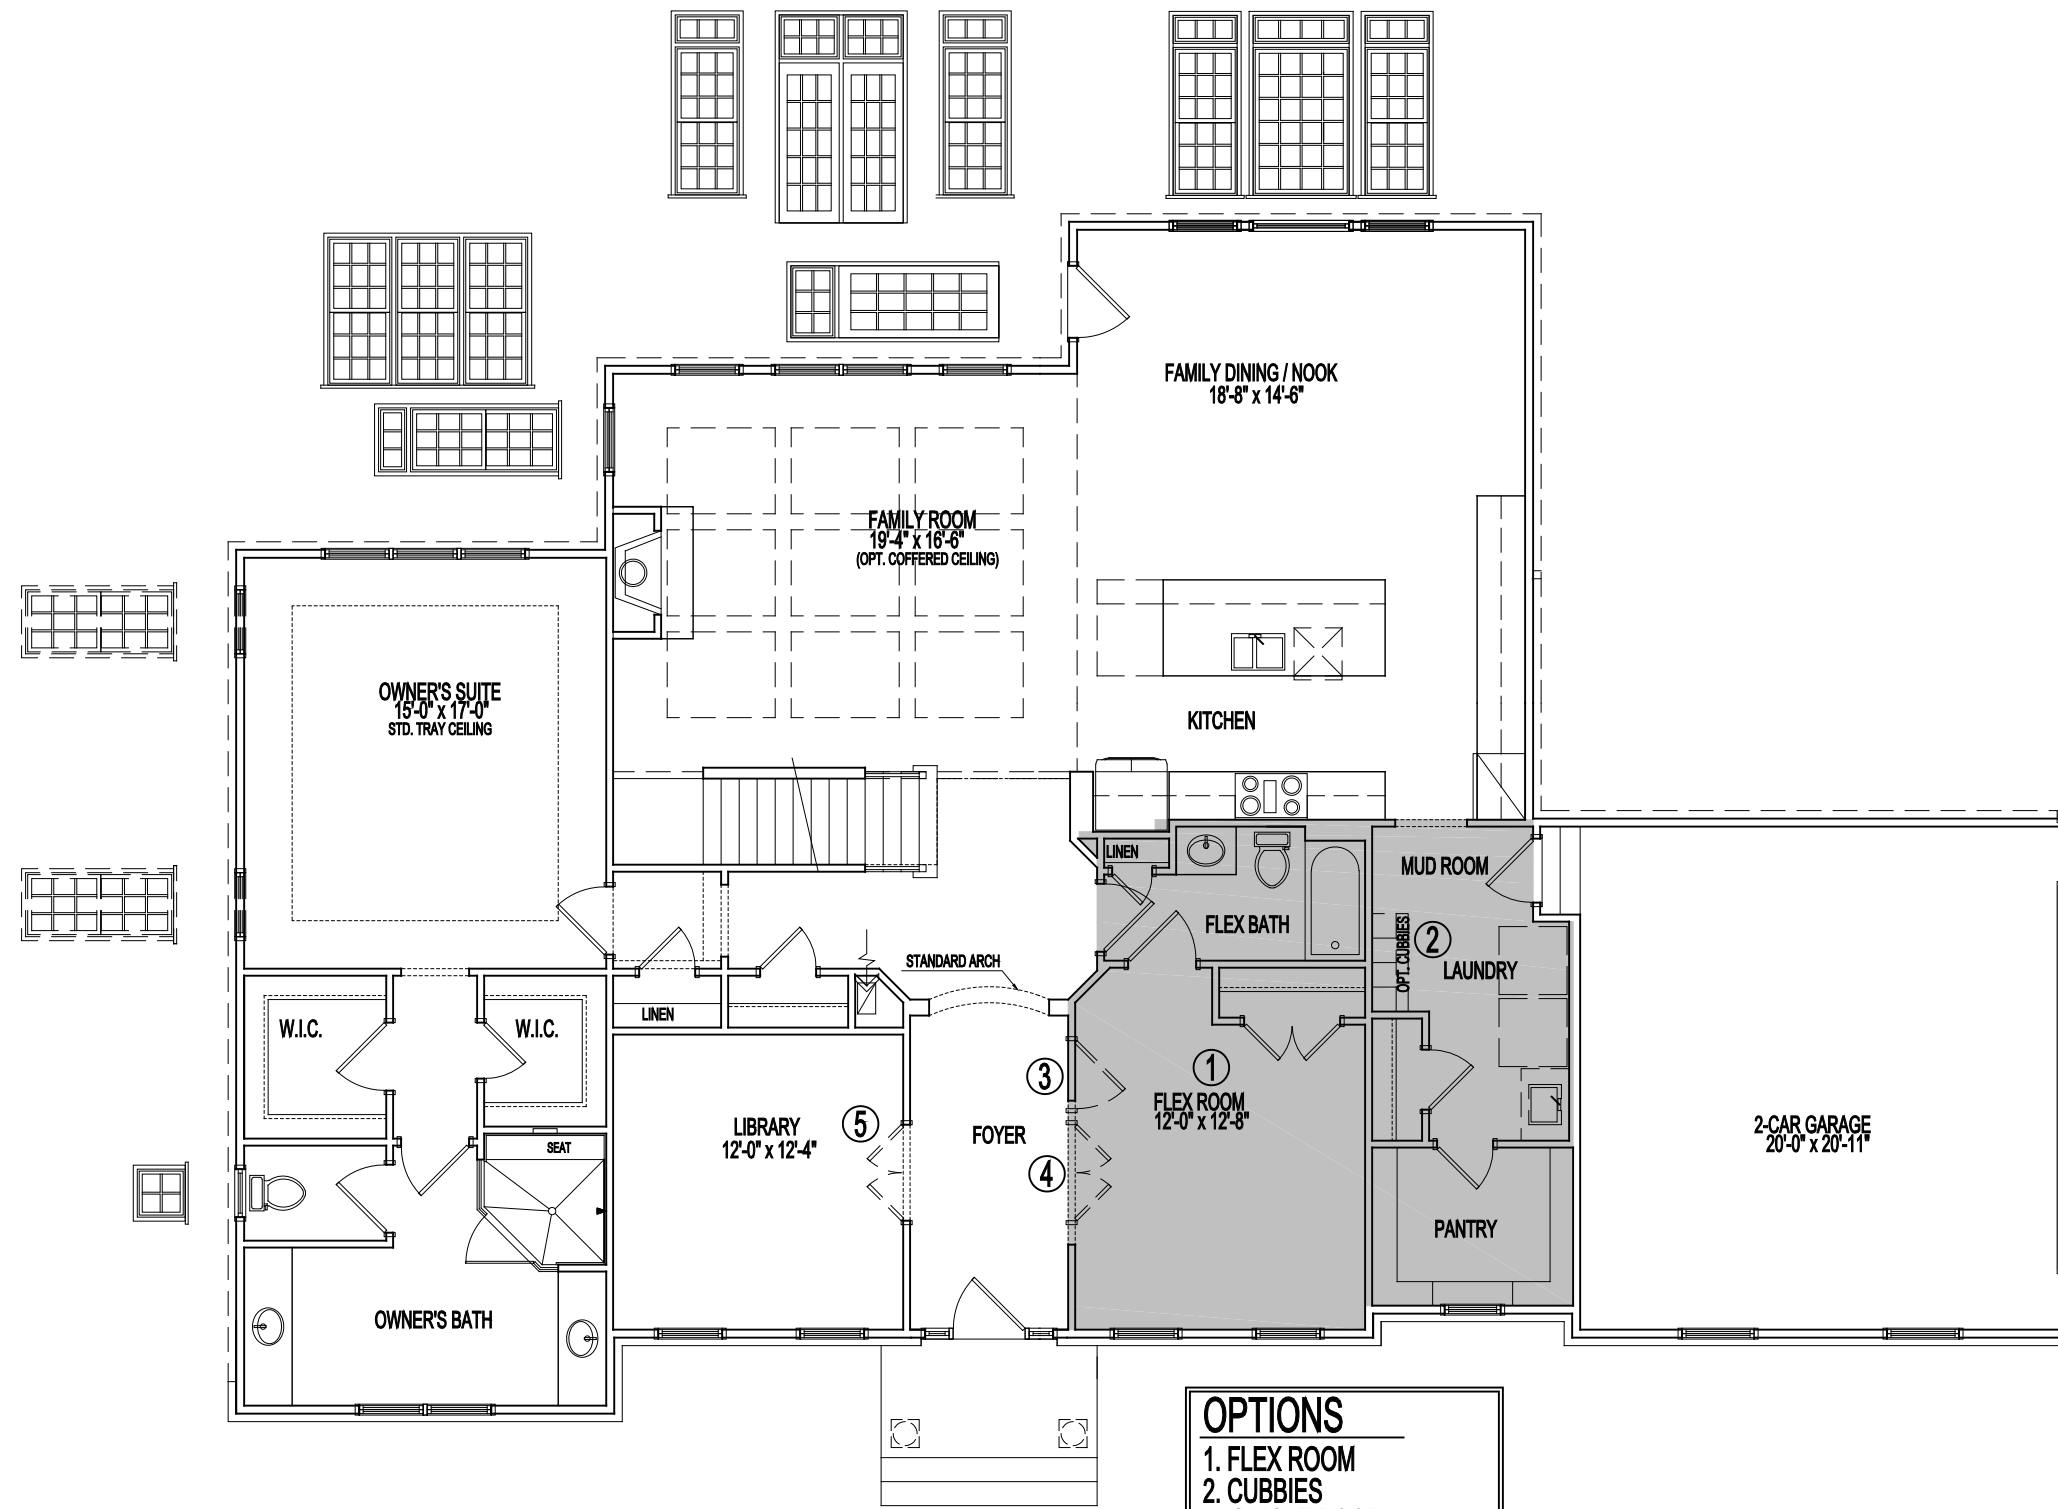 FAMILY DINING / NOOK
18'-8" x 14'-6"
FAMILY ROOM
19'-4" x 16'-6"
(OPT. COFFERED CEILING)
OWNER'S SUITE
15'-0" x 17'-0"
STD. TRAY CEILING
KITCHEN
LINEN
MUD ROOM
FLEX BATH
OPT. CUBBIES
2
LAUNDRY
STANDARD ARCH
W.I.C.
W.I.C.
LINEN
1
FLEX ROOM
12'-0" x 12'-8"
3
4
5
LIBRARY
12'-0" x 12'-4"
FOYER
SEAT
2-CAR GARAGE
20'-0" x 20'-11"
PANTRY
OWNER'S BATH
OPTIONS
1. FLEX ROOM
2. CUBBIES